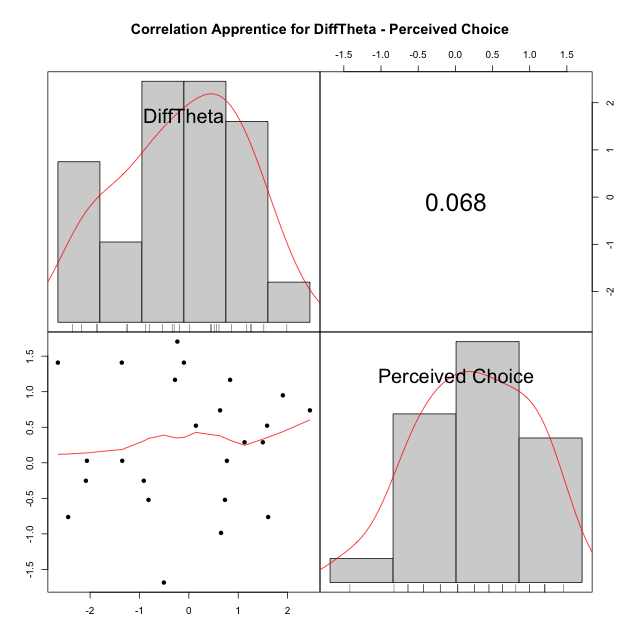 Correlation Apprentice for DiffTheta - Perceived Choice
-1.5 -1.0 -0.5 0.0 0.5 1.0 1.5
DiffTheta
2
1
0
-1
-2
0.068
1.5
1.0
0.5
0.0
-0.5
-1.0
-1.5
Perceived Choice
-2 -1 0 1 2